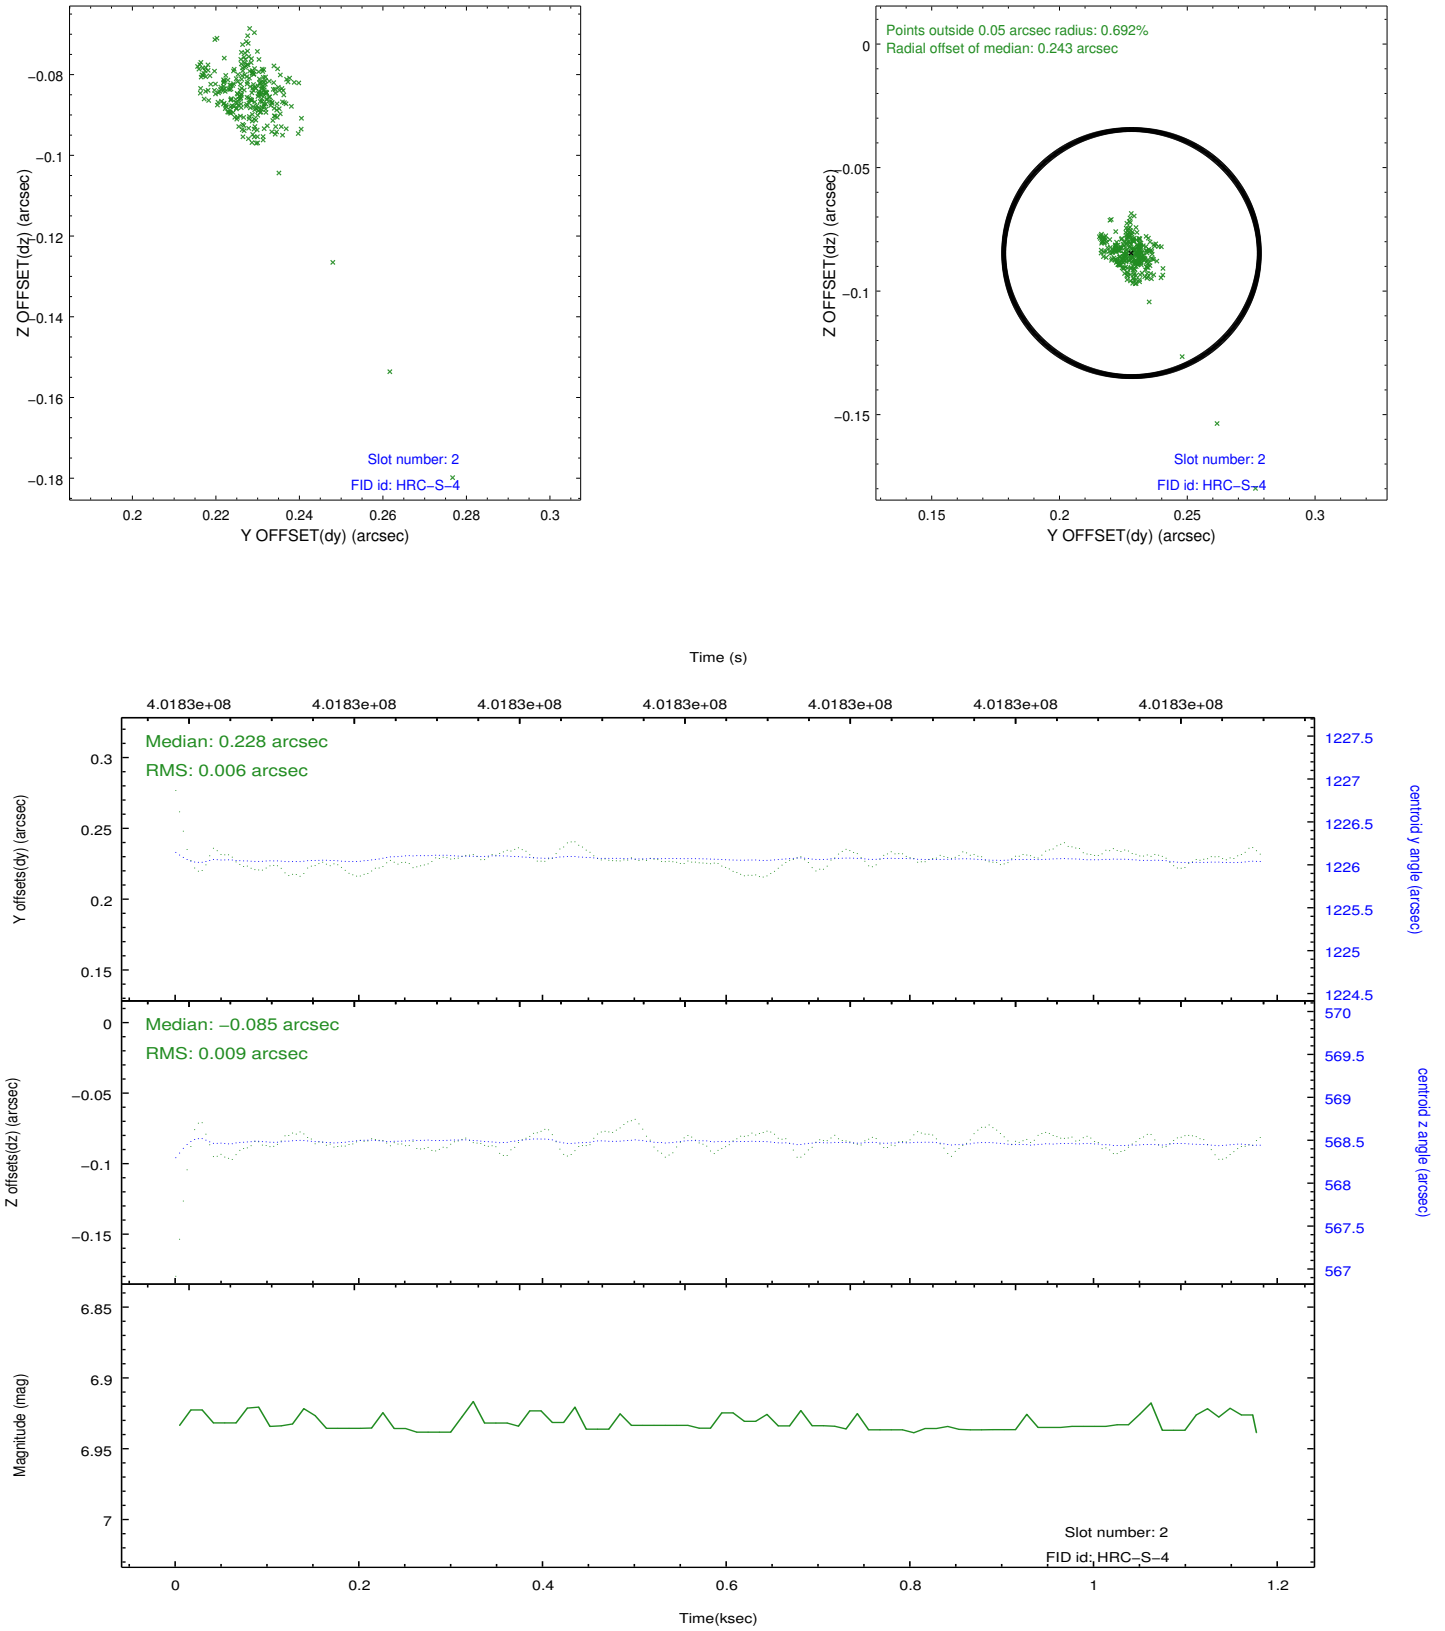 −0.08
−0.1
−0.12
−0.14
−0.16
−0.18
Z OFFSET(dz) (arcsec)
Slot number: 2
FID id: HRC−S−4
0.2 0.22 0.24 0.26 0.28 0.3
Y OFFSET(dy) (arcsec)
Points outside 0.05 arcsec radius: 0.692%
Radial offset of median: 0.243 arcsec
0
−0.05
−0.1
−0.15
Z OFFSET(dz) (arcsec)
Slot number: 2
FID id: HRC−S−4
0.15 0.2 0.25 0.3
Y OFFSET(dy) (arcsec)
Time (s)
4.0183e+08 4.0183e+08 4.0183e+08 4.0183e+08 4.0183e+08 4.0183e+08 4.0183e+08
Median: 0.228 arcsec
RMS: 0.006 arcsec
0.3
0.25
0.2
0.15
Y offsets(dy) (arcsec)
1227.5
1227
1226.5
1226
1225.5
1225
1224.5
centroid y angle (arcsec)
Median: −0.085 arcsec
RMS: 0.009 arcsec
0
−0.05
−0.1
−0.15
Z offsets(dz) (arcsec)
570
569.5
569
568.5
568
567.5
567
centroid z angle (arcsec)
6.85
6.9
6.95
7
Magnitude (mag)
Slot number: 2
FID id: HRC−S−4
0 0.2 0.4 0.6 0.8 1 1.2
Time(ksec)